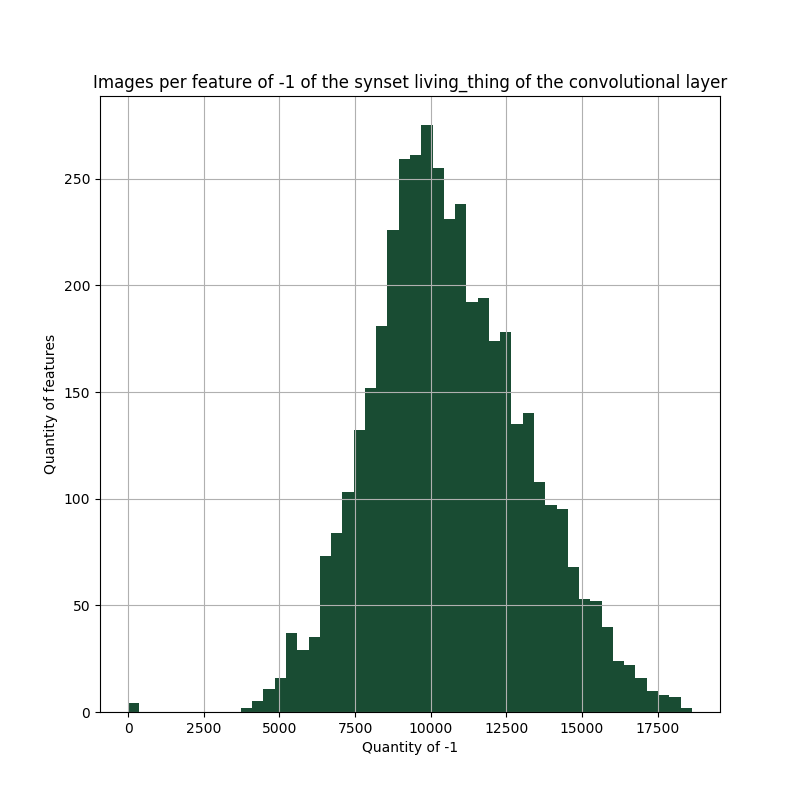 Images per feature of -1 of the synset living_thing of the convolutional layer
250
200
150
100
50
0
Quantity of features
0 2500 5000 7500 10000 12500 15000 17500
Quantity of -1